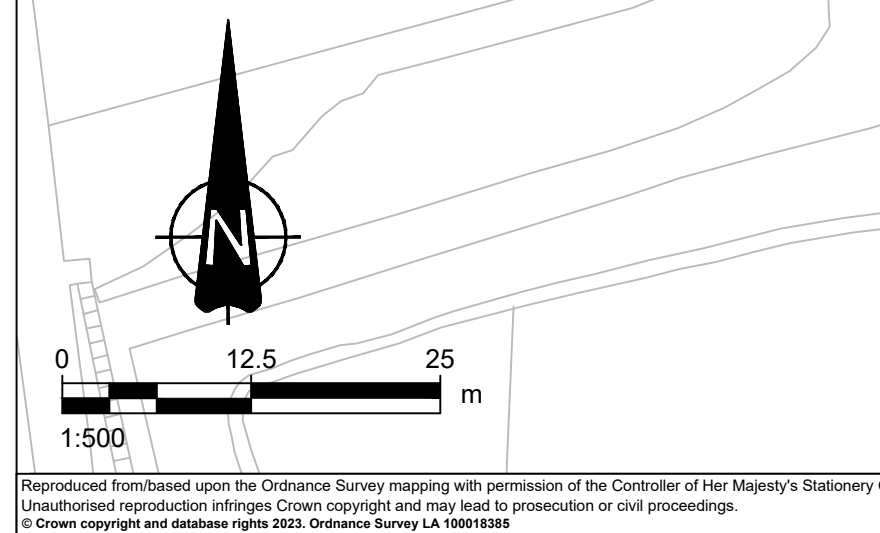 N
0 12.5 25
m
1:500
Reproduced from/based upon the Ordnance Survey mapping with permission of the Controller of Her Majesty's Stationery
Unauthorised reproduction infringes Crown copyright and may lead to prosecution or civil proceedings.
© Crown copyright and database rights 2023. Ordnance Survey LA 100018385